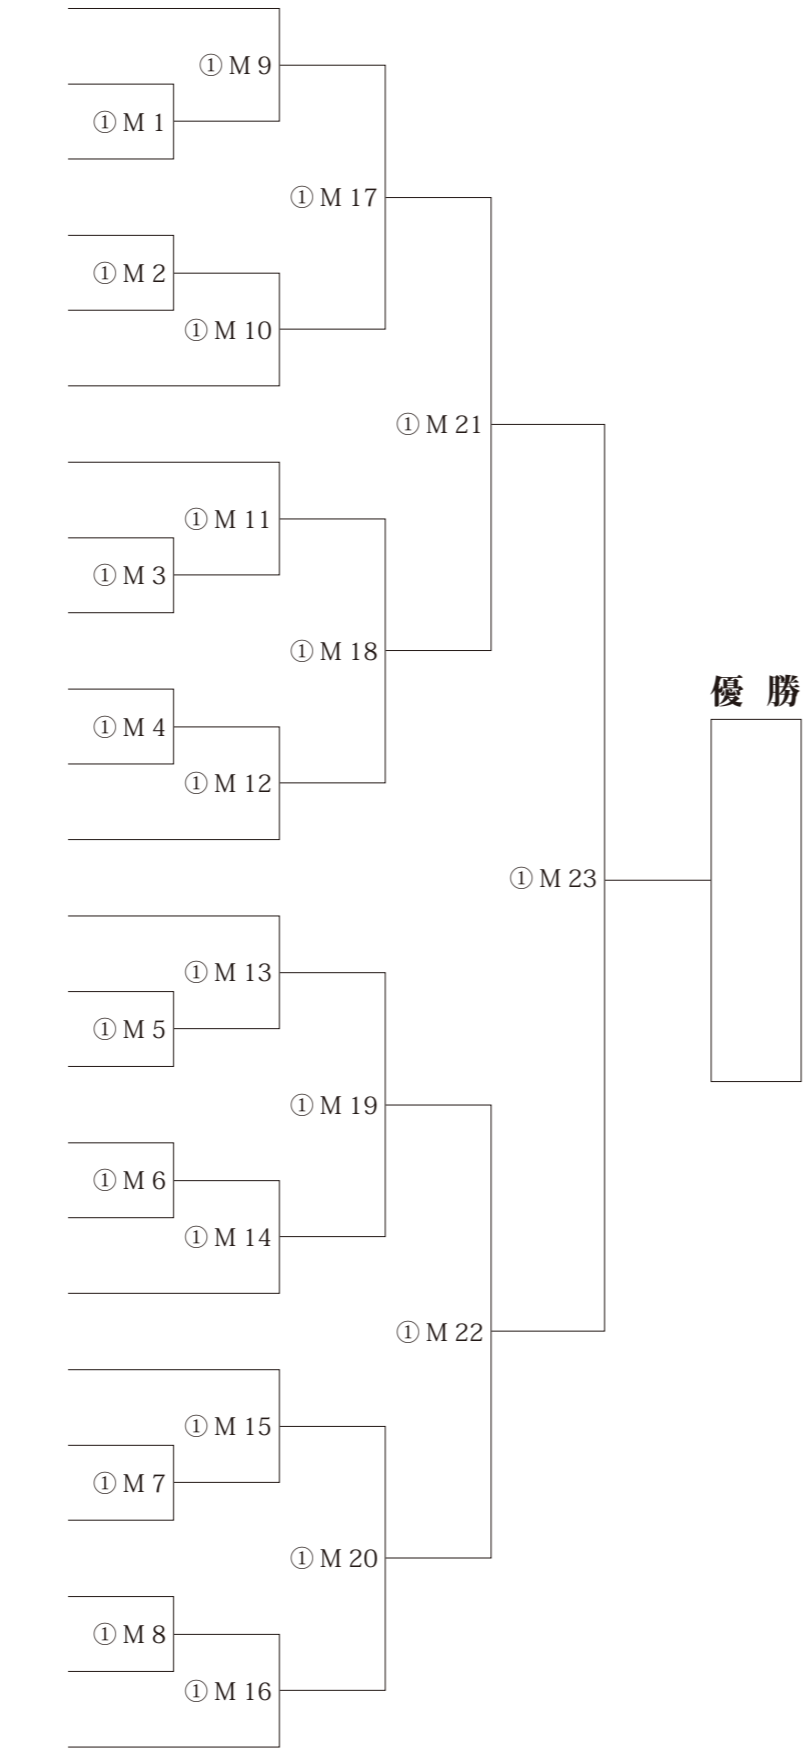 ① M 9
① M 1
① M 17
① M 2
① M 10
① M 21
① M 11
① M 3
① M 18
優 勝
① M 4
① M 12
① M 23
① M 13
① M 5
① M 19
① M 6
① M 14
① M 22
① M 15
① M 7
① M 20
① M 8
① M 16